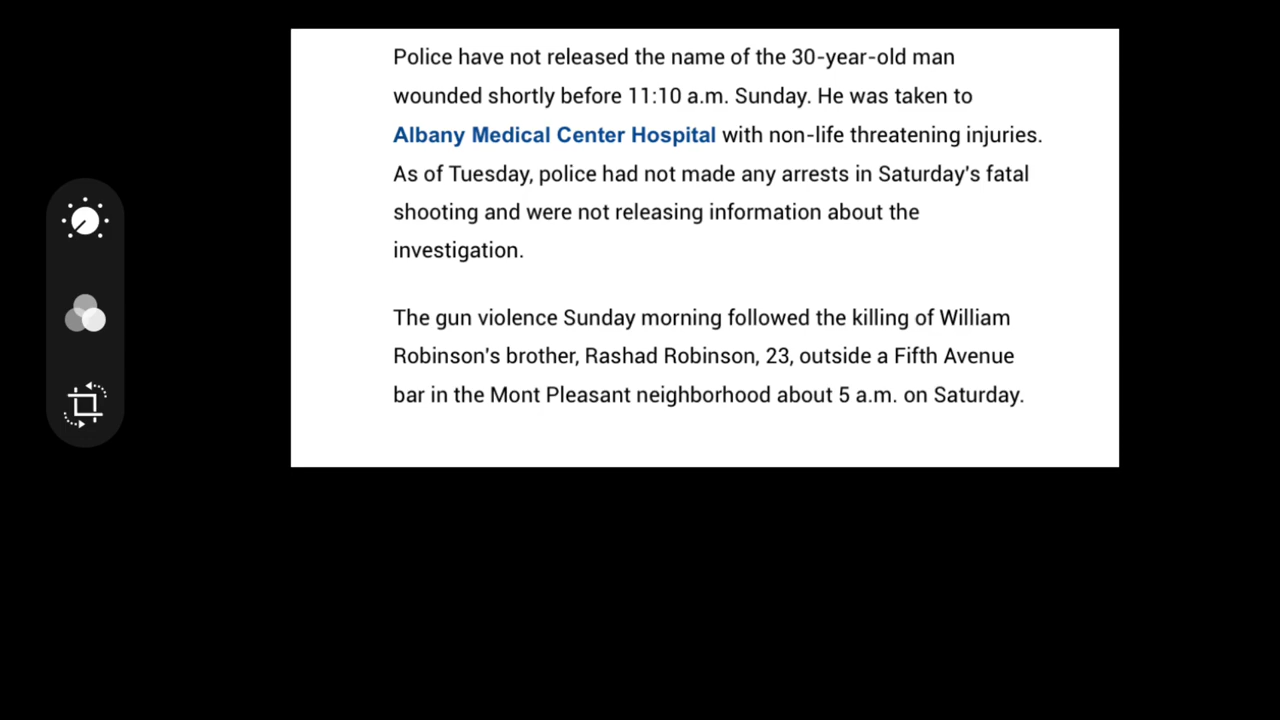 Police have not released the name of the 30-year-old man
wounded shortly before 11:10 a.m. Sunday. He was taken to
Albany Medical Center Hospital with non-life threatening injuries.
As of Tuesday, police had not made any arrests in Saturday's fatal
shooting and were not releasing information about the
investigation.
The gun violence Sunday morning followed the killing of William
Robinson's brother, Rashad Robinson, 23, outside a Fifth Avenue
bar in the Mont Pleasant neighborhood about 5 a.m. on Saturday.